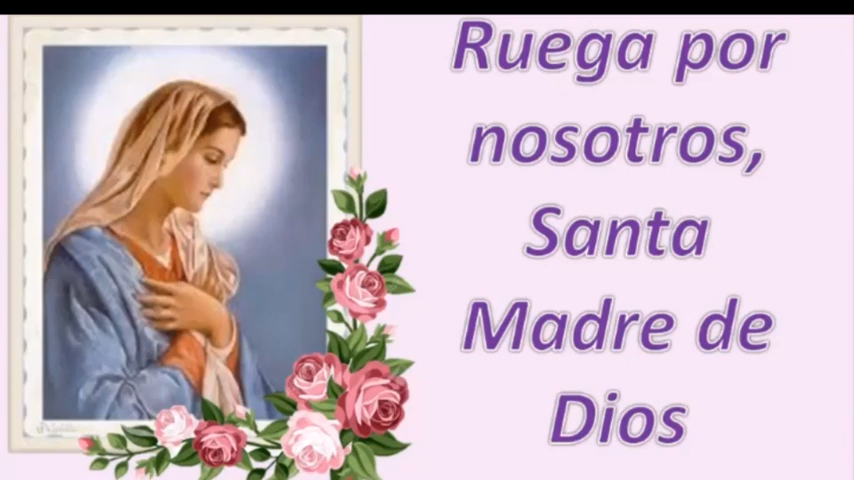 Ruega por
nosotros,
Santa
Madre de
Dios